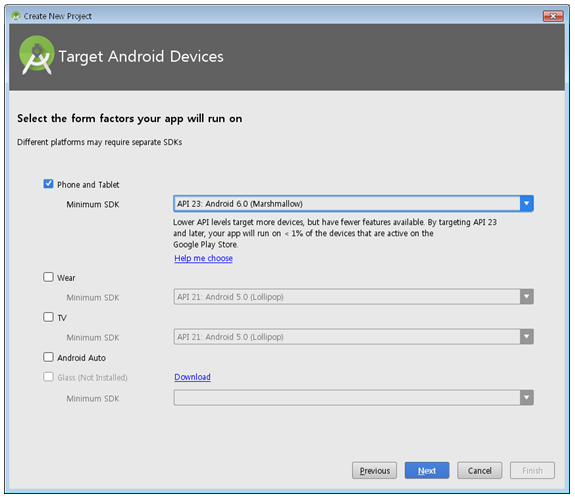 Create New Project
Target Android Devices
Select the form factors your app will run on
Different platforms may require separate SDKs
Phone and Tablet
Minimum SDK
API 23: Android 6.0 (Marshmallow)
Lower API levels target more devices, but have fewer features available. By targeting API 23
and later, your app will run on < 1% of the devices that are active on the
Google Play Store.
Help me choose
Wear
Minimum SDK
API 21: Android 5.0 (Lollipop)
TV
Minimum SDK
API 21: Android 5.0 (Lollipop)
Android Auto
Glass (Not Installed)
Download
Minimum SDK
Previous
Next
Cancel
Finish